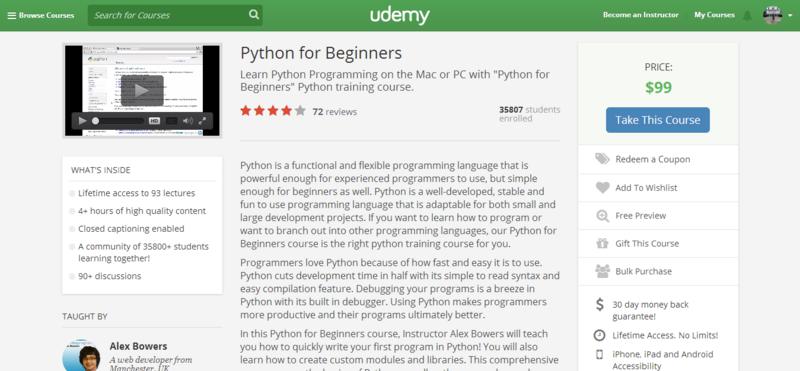 Browse Courses
Search for Courses
udemy
Become an Instructor
My Courses
Python for Beginners
Learn Python Programming on the Mac or PC with "Python for
Beginners" Python training course.
72 reviews
35807 students
enrolled
HD
WHAT'S INSIDE
Lifetime access to 93 lectures
4+ hours of high quality content
Closed captioning enabled
A community of 35800+ students
learning together!
90+ discussions
TAUGHT BY
Alex Bowers
A web developer from
Manchester, UK
Python is a functional and flexible programming language that is
powerful enough for experienced programmers to use, but simple
enough for beginners as well. Python is a well-developed, stable and
fun to use programming language that is adaptable for both small and
large development projects. If you want to learn how to program or
want to branch out into other programming languages, our Python for
Beginners course is the right python training course for you.
Programmers love Python because of how fast and easy it is to use.
Python cuts development time in half with its simple to read syntax and
easy compilation feature. Debugging your programs is a breeze in
Python with its built in debugger. Using Python makes programmers
more productive and their programs ultimately better.
In this Python for Beginners course, Instructor Alex Bowers will teach
you how to quickly write your first program in Python! You will also
learn how to create custom modules and libraries. This comprehensive
PRICE:
$99
Take This Course
Redeem a Coupon
Add To Wishlist
Free Preview
Gift This Course
Bulk Purchase
30 day money back
guarantee!
Lifetime Access. No Limits!
iPhone, iPad and Android
Accessibility